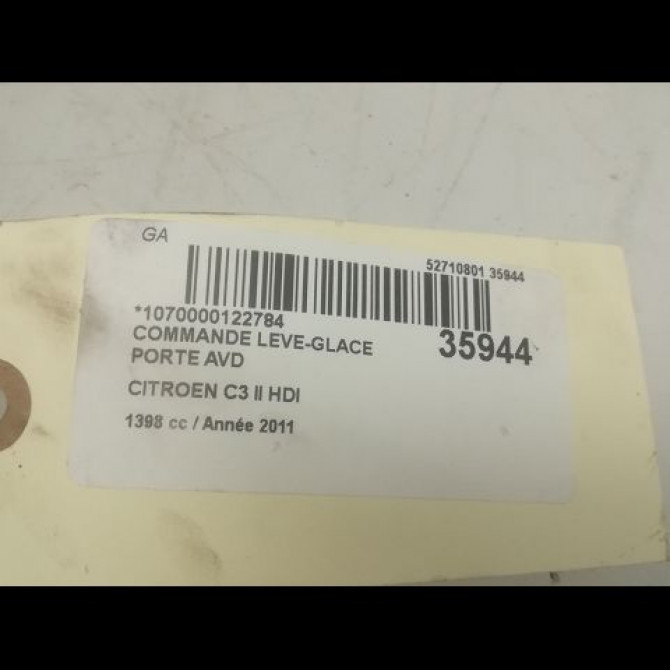 GA
52710801 35944
*1070000122784
COMMANDE LEVE-GLACE
PORTE AVD
35944
CITROEN C3 II HDI
1398 cc / Année 2011